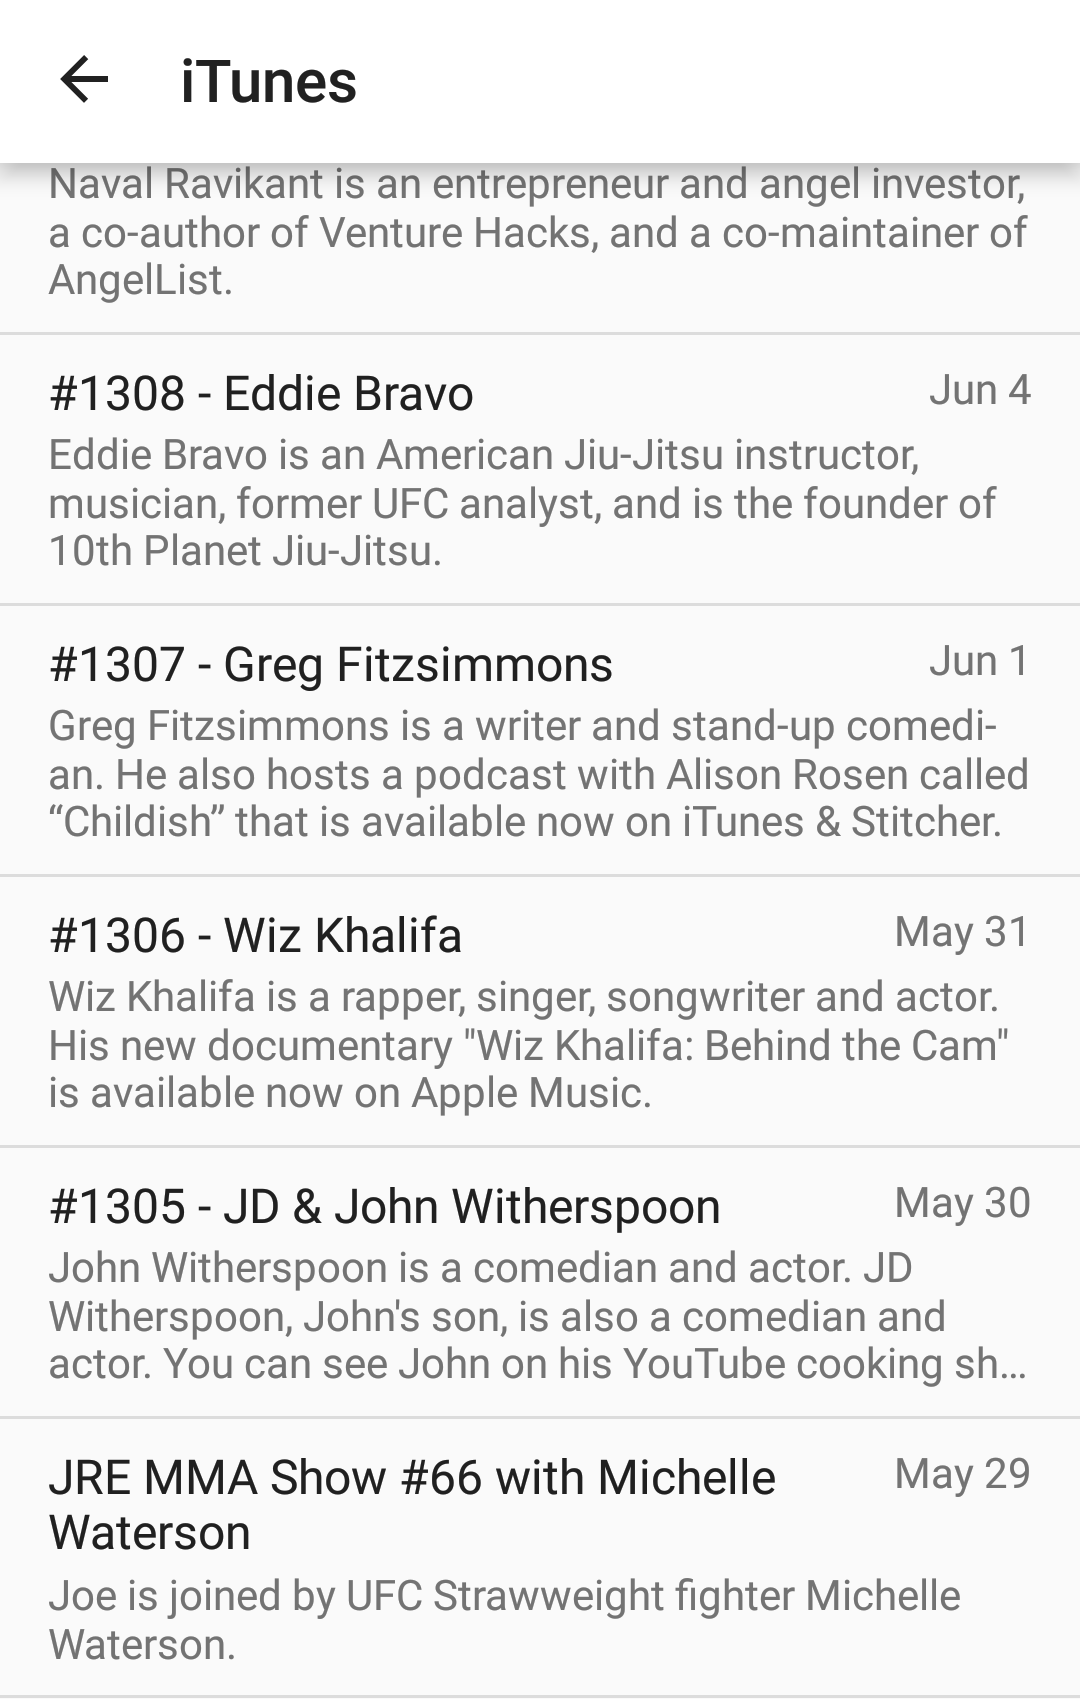 iTunes
Naval Ravikant is an entrepreneur and angel investor,
a co-author of Venture Hacks, and a co-maintainer of
AngelList.
#1308 - Eddie Bravo
Jun 4
Eddie Bravo is an American Jiu-Jitsu instructor,
musician, former UFC analyst, and is the founder of
10th Planet Jiu-Jitsu.
#1307 - Greg Fitzsimmons
Jun 1
Greg Fitzsimmons is a writer and stand-up comedi-
an. He also hosts a podcast with Alison Rosen called
“Childish” that is available now on iTunes & Stitcher.
#1306 - Wiz Khalifa
May 31
Wiz Khalifa is a rapper, singer, songwriter and actor.
His new documentary "Wiz Khalifa: Behind the Cam"
is available now on Apple Music.
#1305 - JD & John Witherspoon
May 30
John Witherspoon is a comedian and actor. JD
Witherspoon, John's son, is also a comedian and
actor. You can see John on his YouTube cooking sh…
JRE MMA Show #66 with Michelle
Waterson
May 29
Joe is joined by UFC Strawweight fighter Michelle
Waterson.